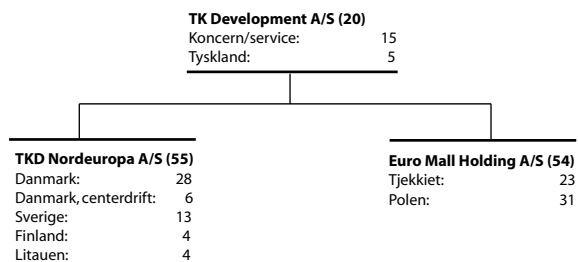 TK Development A/S (20)
Koncern/service: 15
Tyskland: 5
TKD Nordeuropa A/S (55)
Danmark: 28
Danmark, centerdrift: 6
Sverige: 13
Finland: 4
Litauen: 4
Euro Mall Holding A/S (54)
Tjekkiet: 23
Polen: 31